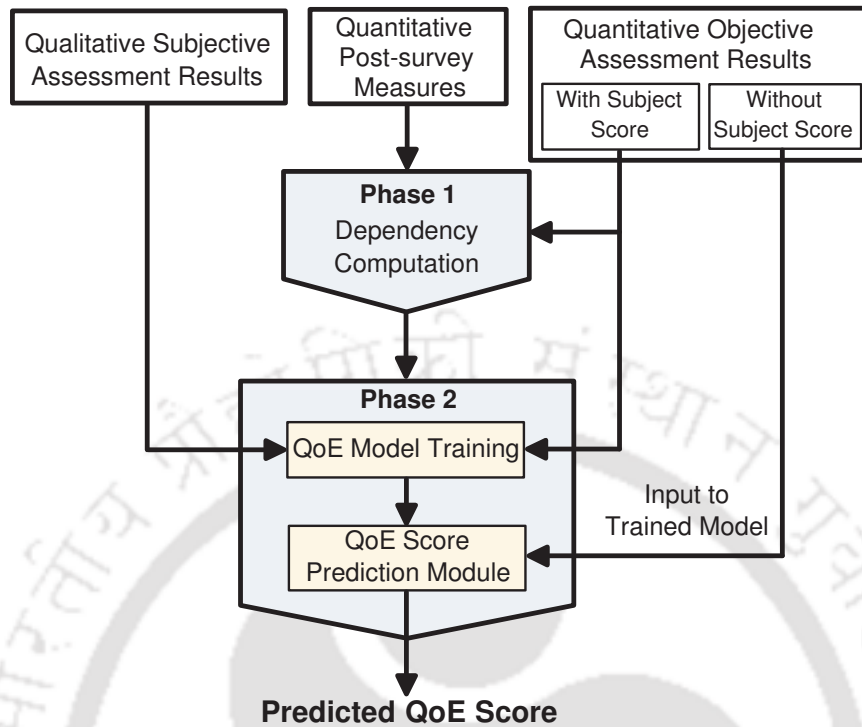 Qualitative Subjective
Assessment Results
Quantitative
Post-survey
Measures
Quantitative Objective
Assessment Results
With Subject
Score
Without
Subject Score
Phase 1
Dependency
Computation
Phase 2
QoE Model Training
QoE Score
Prediction Module
Input to
Trained Model
Predicted QoE Score